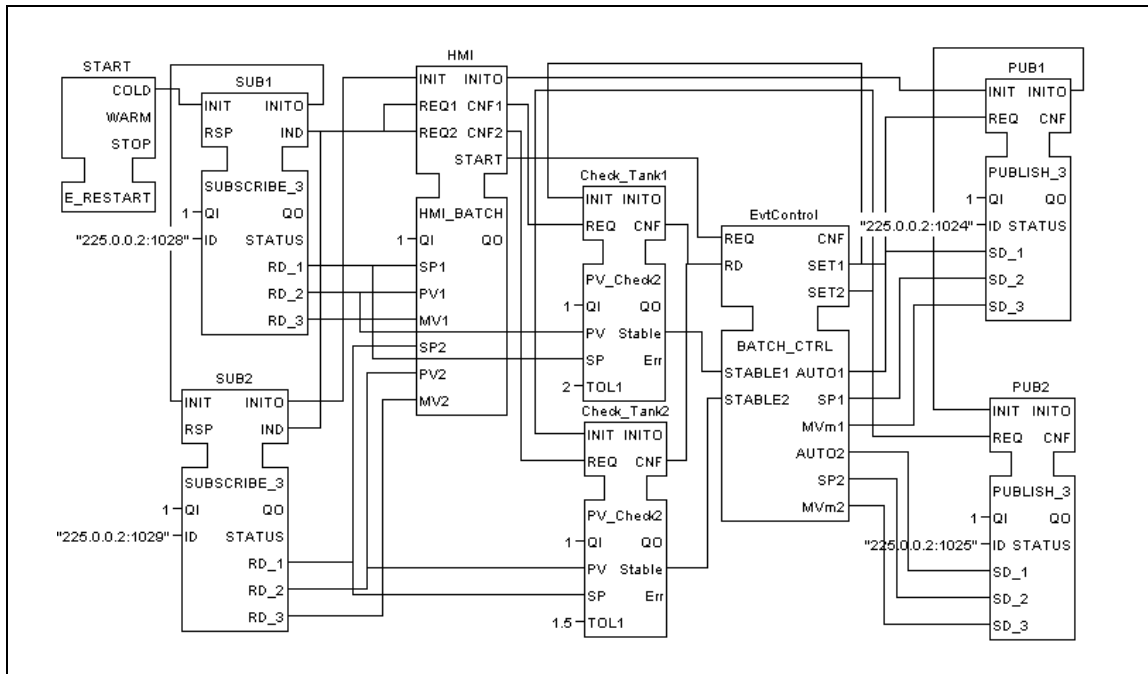 START
COLD
WARM
STOP
E_RESTART
SUB1
INIT INITO
RSP IND
SUBSCRIBE_3
1 QI QO
"225.0.0.2:1028" ID STATUS
RD_1
RD_2
RD_3
SUB2
INIT INITO
RSP IND
SUBSCRIBE_3
1 QI QO
"225.0.0.2:1029" ID STATUS
RD_1
RD_2
RD_3
HMI
INIT INITO
REQ1 CNF1
REQ2 CNF2
START
HMI_BATCH
1 QI QO
SP1
PV1
MV1
SP2
PV2
MV2
Check_Tank1
INIT INITO
REQ CNF
PV_Check2
1 QI QO
PV Stable
SP Err
2 TOL1
Check_Tank2
INIT INITO
REQ CNF
PV_Check2
1 QI QO
PV Stable
SP Err
1.5 TOL1
EvtControl
REQ CNF
RD SET1
SET2
BATCH_CTRL
STABLE1 AUTO1
STABLE2 SP1
MVm1
AUTO2
SP2
MVm2
PUB1
INIT INITO
REQ CNF
PUBLISH_3
1 QI QO
"225.0.0.2:1024" ID STATUS
SD_1
SD_2
SD_3
PUB2
INIT INITO
REQ CNF
PUBLISH_3
1 QI QO
"225.0.0.2:1025" ID STATUS
SD_1
SD_2
SD_3